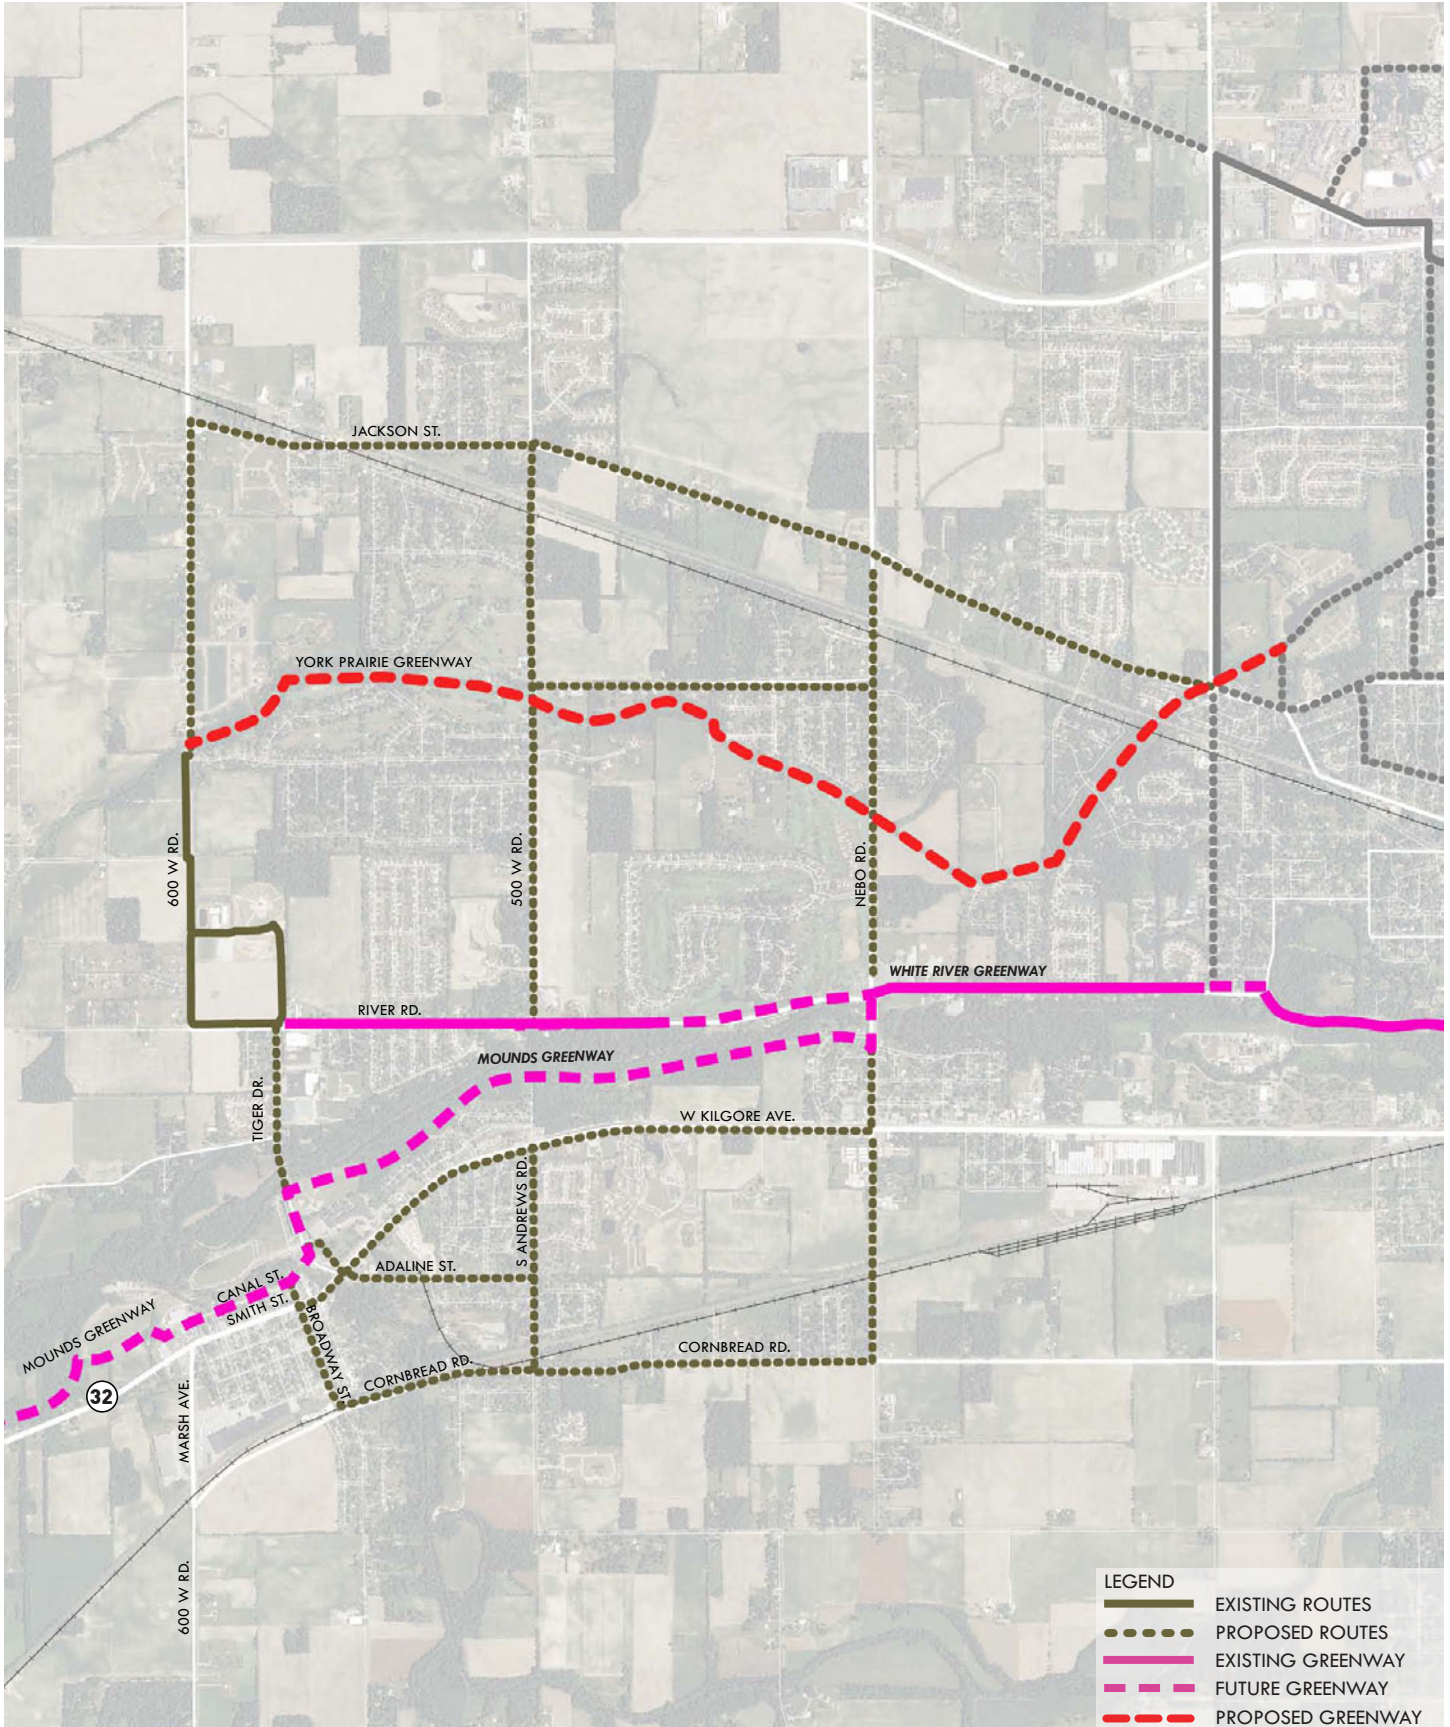 JACKSON ST.
YORK PRAIRIE GREENWAY
600 W RD.
500 W RD.
NEBO RD.
WHITE RIVER GREENWAY
RIVER RD.
MOUNDS GREENWAY
TIGER DR.
W KILGORE AVE.
S ANDREWS RD.
ADALINE ST.
CANAL ST.
SMITH ST.
MOUNDS GREENWAY
BROADWAY ST.
CORNBREAD RD.
CORNBREAD RD.
32
MARSH AVE.
600 W RD.
LEGEND
EXISTING ROUTES
PROPOSED ROUTES
EXISTING GREENWAY
FUTURE GREENWAY
PROPOSED GREENWAY